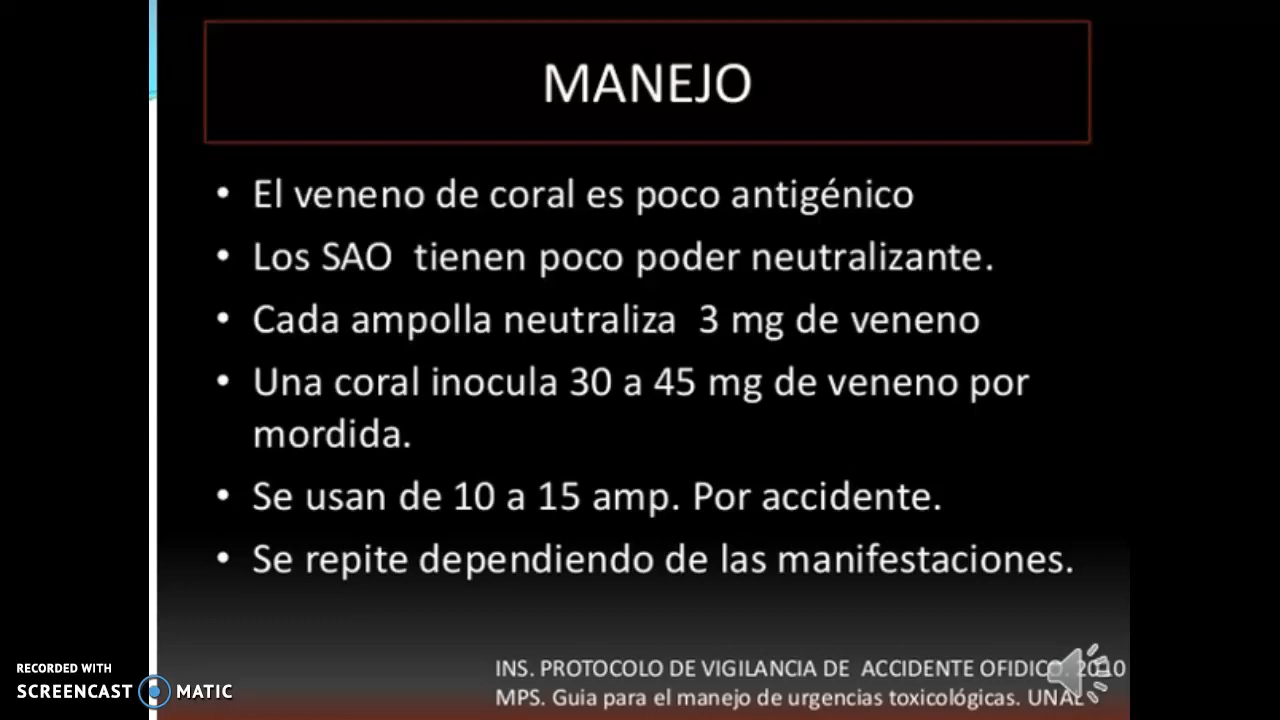 MANEJO
• El veneno de coral es poco antigénico
• Los SAO tienen poco poder neutralizante.
• Cada ampolla neutraliza 3 mg de veneno
• Una coral inocula 30 a 45 mg de veneno por
mordida.
• Se usan de 10 a 15 amp. Por accidente.
• Se repite dependiendo de las manifestaciones.
INS. PROTOCOLO DE VIGILANCIA DE ACCIDENTE OFIDICO. 2010
MPS. Guia para el manejo de urgencias toxicológicas. UNAL
RECORDED WITH
SCREENCAST MATIC